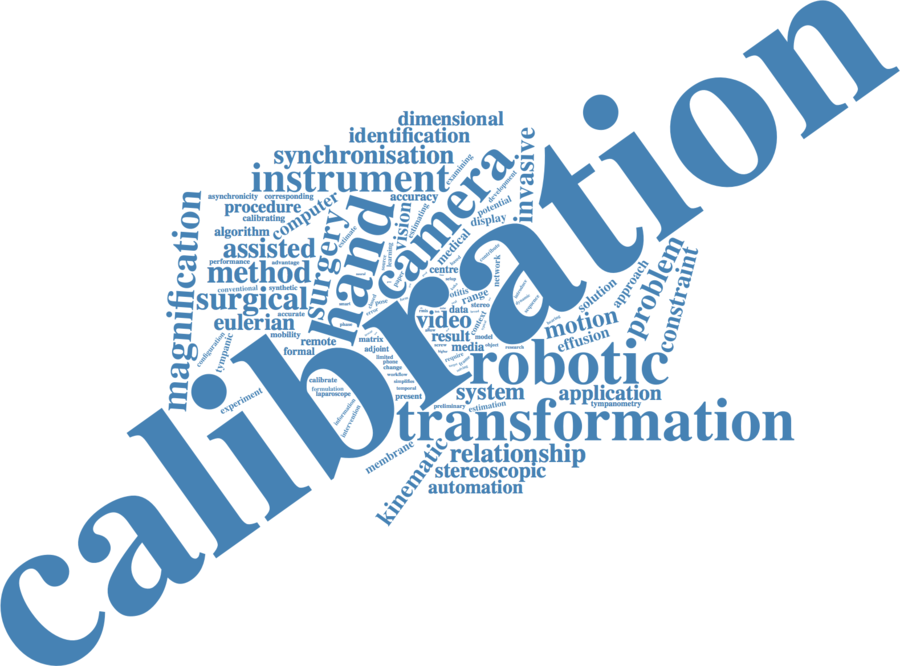 calibration
dimensional
identification
synchronisation
instrument
camera
invasive
examining
development
potential
display
asynchronicity
corresponding
accuracy
procedure
computer
calibrating
algorithm
vision
estimating
medical
magnification
assisted
surgery
hand
estimate
performance
advantage
method
centre
network
contribute
conventional
synthetic
surgical
otitis
range
stereo
problem
constraint
approach
solution
accurate
eulerian
mobility
video
data
context
motion
effusion
remote
formal
matrix
adjoint
result
media
model
object
research
configuration
tympanic
limited
phone
change
workflow
require
robotic
calibrate
formulation
laparoscope
simplifies
temporal
present
system
application
tympanometry
experiment
information
intervention
preliminary
estimation
transformation
membrane
kinematic
relationship
stereoscopic
automation